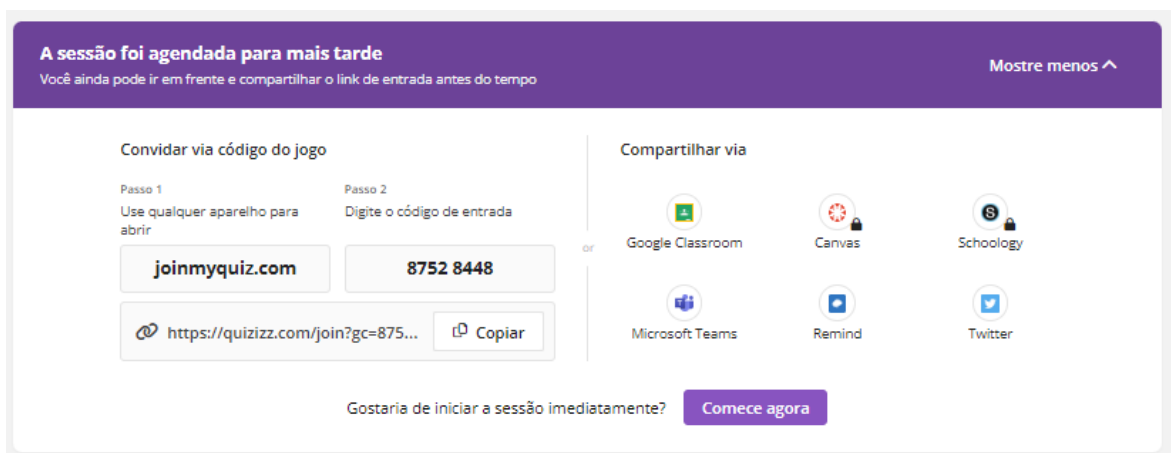 A sessão foi agendada para mais tarde
Você ainda pode ir em frente e compartilhar o link de entrada antes do tempo
Mostre menos
Convidar via código do jogo
Passo 1
Use qualquer aparelho para
abrir
joinmyquiz.com
Passo 2
Digite o código de entrada
8752 8448
https://quizizz.com/join?gc=875...
Copiar
or
Compartilhar via
Google Classroom
Canvas
Schoology
Microsoft Teams
Remind
Twitter
Gostaria de iniciar a sessão imediatamente?
Comece agora